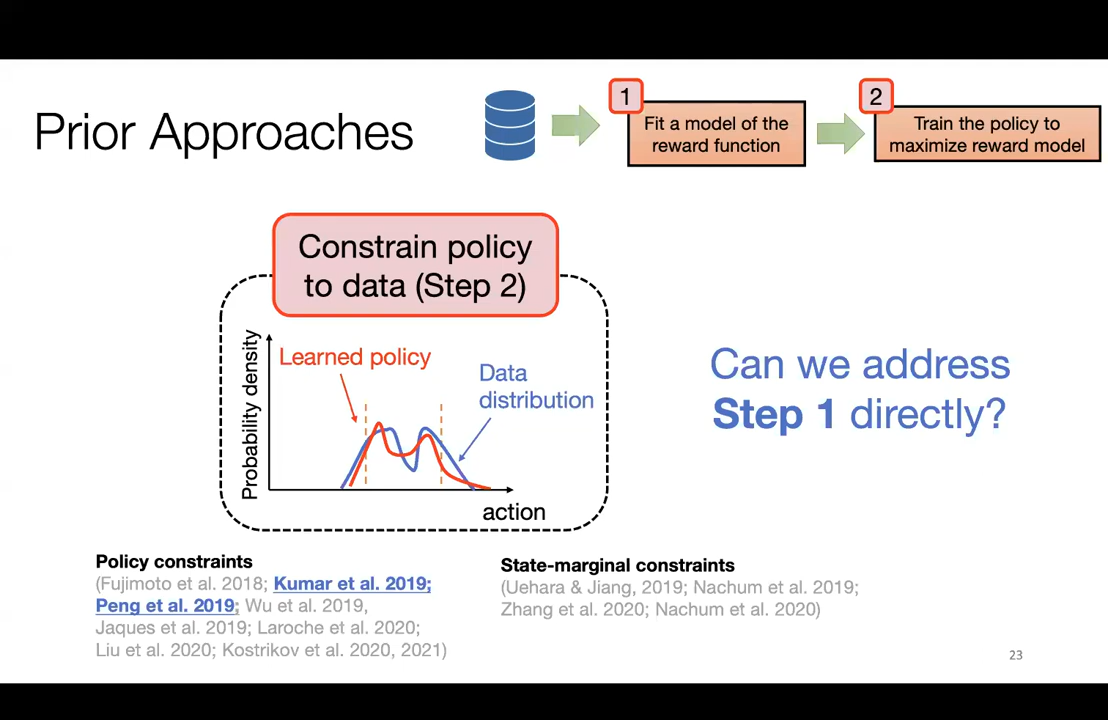 Prior Approaches
1
Fit a model of the
reward function
2
Train the policy to
maximize reward model
Constrain policy
to data (Step 2)
Probability density
Learned policy
Data
distribution
action
Can we address
Step 1 directly?
Policy constraints
(Fujimoto et al. 2018; Kumar et al. 2019;
Peng et al. 2019; Wu et al. 2019,
Jaques et al. 2019; Laroche et al. 2020;
Liu et al. 2020; Kostrikov et al. 2020, 2021)
State-marginal constraints
(Uehara & Jiang, 2019; Nachum et al. 2019;
Zhang et al. 2020; Nachum et al. 2020)
23